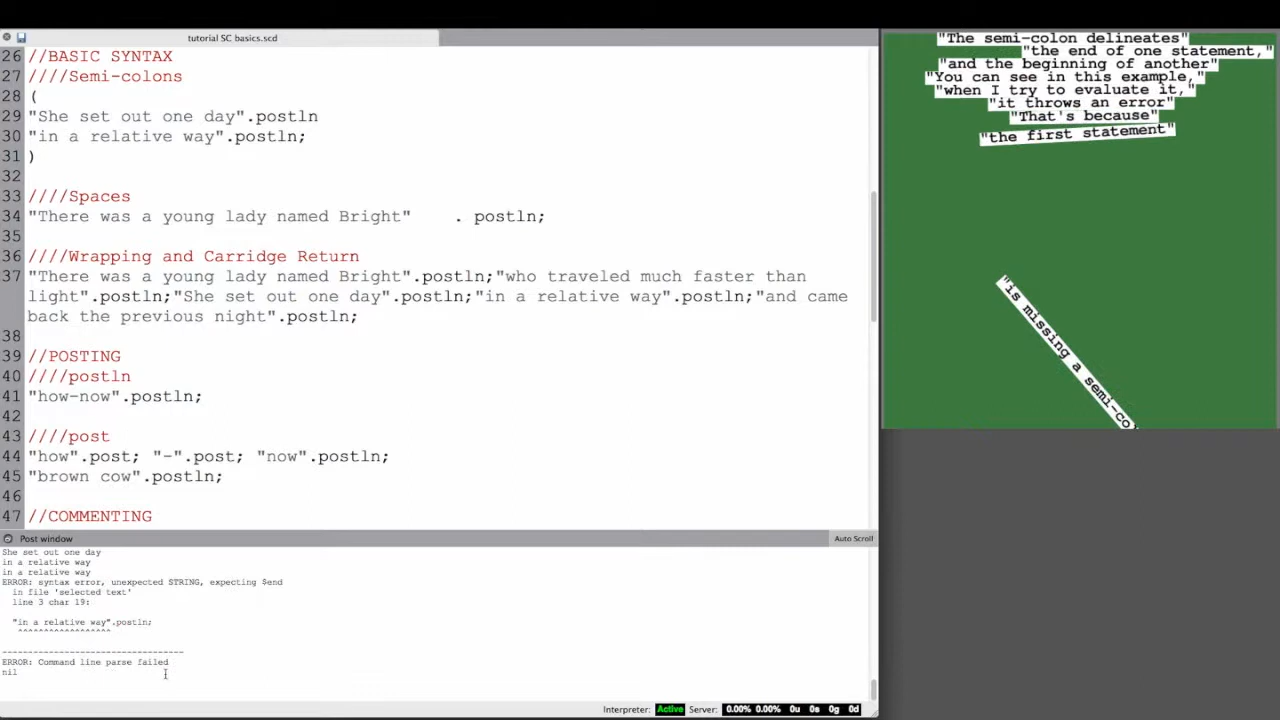 tutorial SC basics.scd
26 //BASIC SYNTAX
27 ////Semi-colons
28 (
29 "She set out one day".postln
30 "in a relative way".postln;
31 )
32
33 ////Spaces
34 "There was a young lady named Bright"    . postln;
35
36 ////Wrapping and Carridge Return
37 "There was a young lady named Bright".postln;"who traveled much faster than
light".postln;"She set out one day".postln;"in a relative way".postln;"and came
back the previous night".postln;
38
39 //POSTING
40 ////postln
41 "how-now".postln;
42
43 ////post
44 "how".post; "-".post; "now".postln;
45 "brown cow".postln;
46
47 //COMMENTING
Post window
Auto Scroll
She set out one day
in a relative way
in a relative way
ERROR: syntax error, unexpected STRING, expecting $end
in file 'selected text'
line 3 char 19:
"in a relative way".postln;
^^^^^^^^^^^^^^^^^^
-----------------------------------
ERROR: Command line parse failed
nil
Interpreter: Active Server: 0.00% 0.00% 0u 0s 0g 0d
"The semi-colon delineates"
"the end of one statement,"
"and the beginning of another"
"You can see in this example,"
"when I try to evaluate it,"
"it throws an error"
"That's because"
"the first statement"
"is missing a semi-co